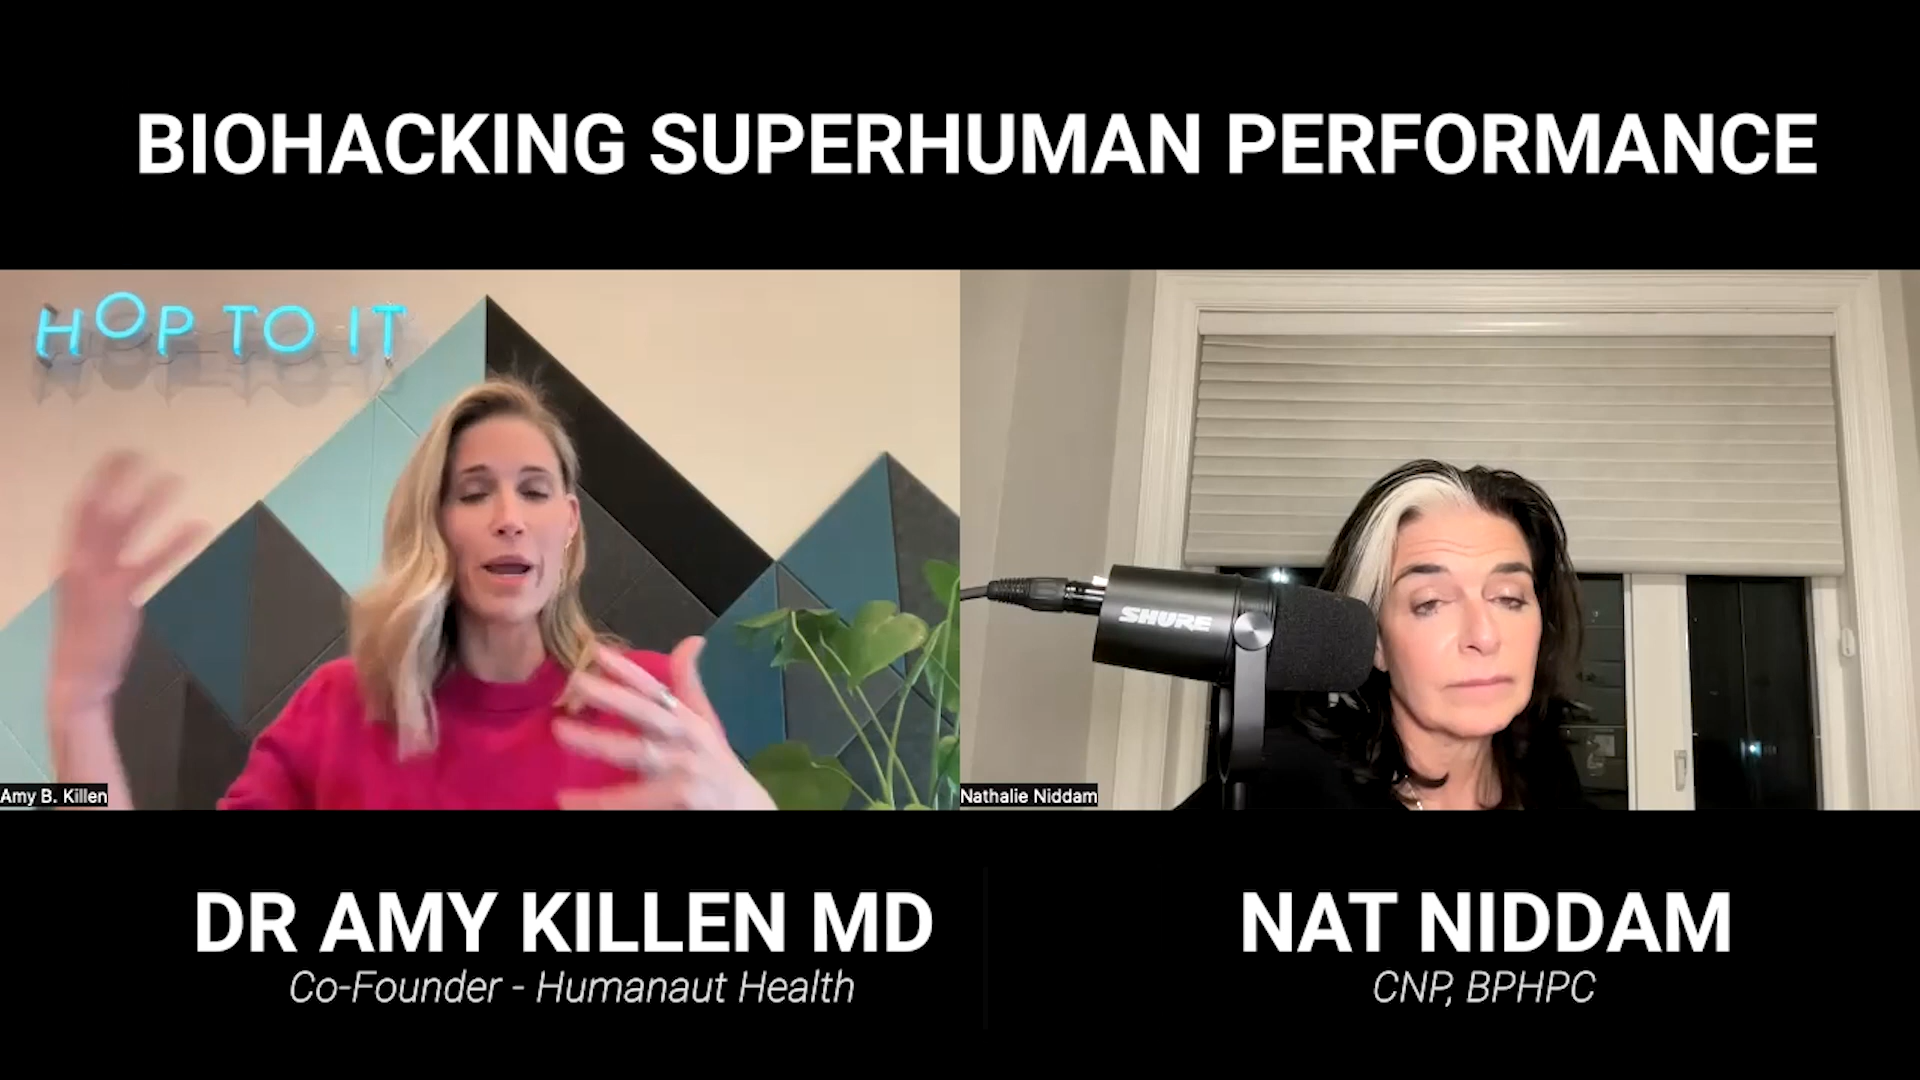 BIOHACKING SUPERHUMAN PERFORMANCE
HOP TO IT
SHURE
Amy B. Killen
Nathalie Niddam
DR AMY KILLEN MD
Co-Founder - Humanaut Health
NAT NIDDAM
CNP, BPHPC